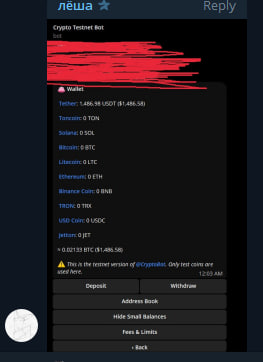 лёша
Reply
Crypto Testnet Bot
bot
Wallet
Tether: 1,486.98 USDT ($1,486.58)
Toncoin: 0 TON
Solana: 0 SOL
Bitcoin: 0 BTC
Litecoin: 0 LTC
Ethereum: 0 ETH
Binance Coin: 0 BNB
TRON: 0 TRX
USD Coin: 0 USDC
Jetton: 0 JET
≈ 0.02133 BTC ($1,486.58)
This is the testnet version of @CryptoBot. Only test coins are
used here.
12:03 AM
Deposit
Withdraw
Address Book
Hide Small Balances
Fees & Limits
‹ Back